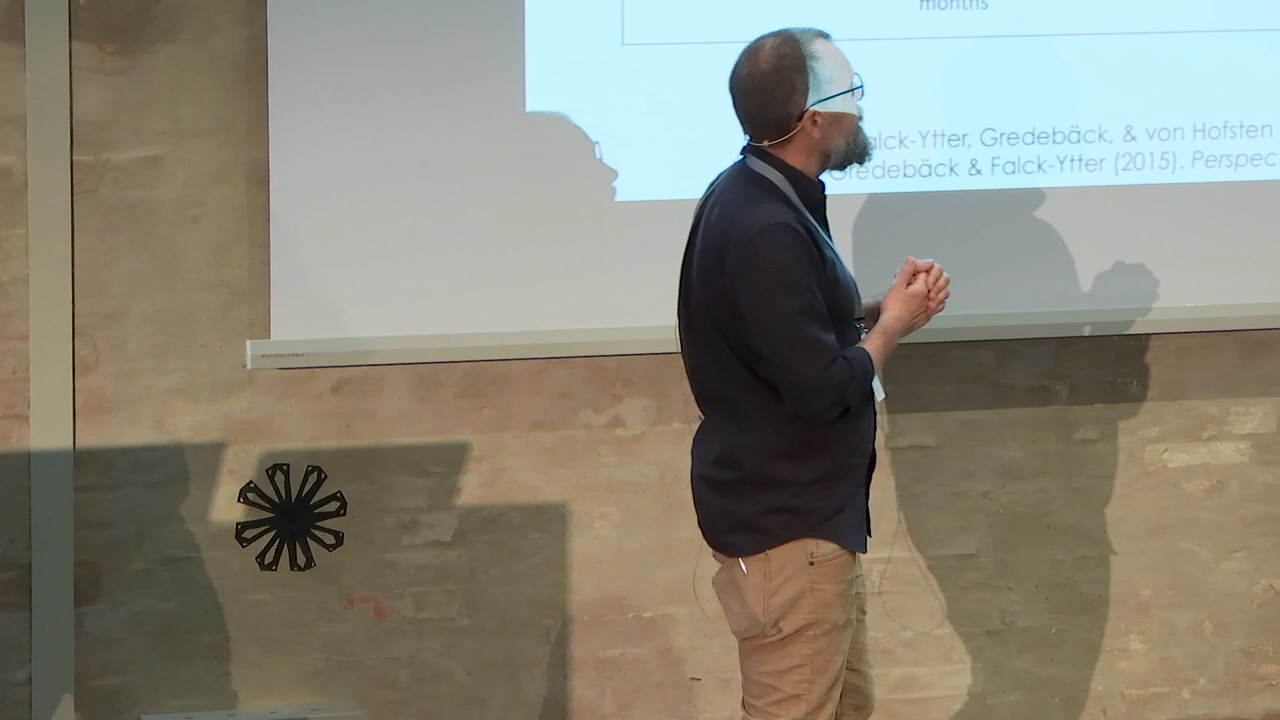 months
alck-Ytter, Gredebäck, & von Hofsten
Gredebäck & Falck-Ytter (2015). Perspec